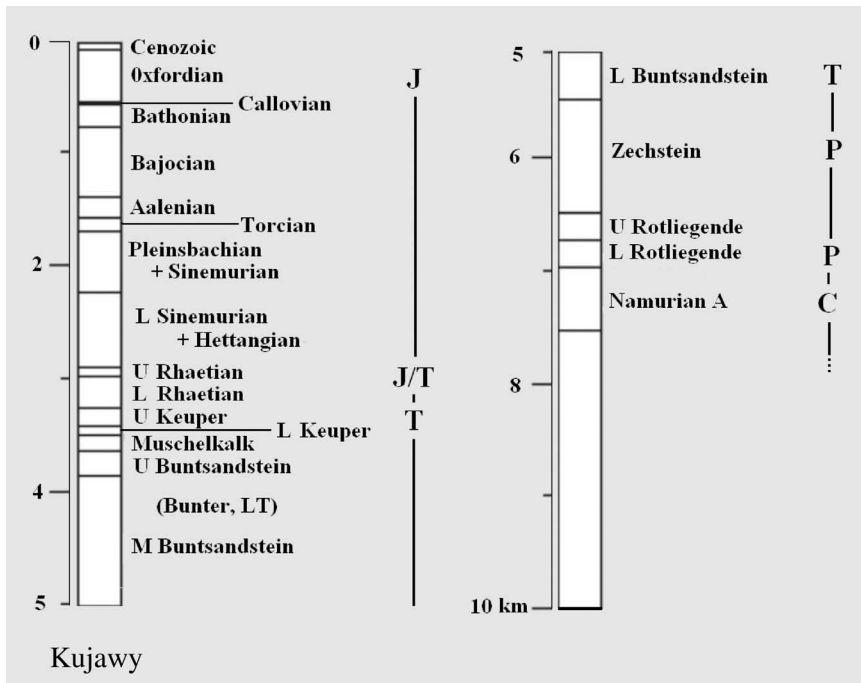 0
Cenozoic
0xfordian
J
Callovian
Bathonian
Bajocian
Aalenian
Torcian
Pleinsbachian
+ Sinemurian
2
L Sinemurian
+ Hettangian
U Rhaetian
J/T
L Rhaetian
U Keuper
T
L Keuper
Muschelkalk
U Buntsandstein
4
(Bunter, LT)
M Buntsandstein
5
Kujawy
5
L Buntsandstein
T
6
Zechstein
P
U Rotliegende
L Rotliegende
P
Namurian A
C
8
10 km